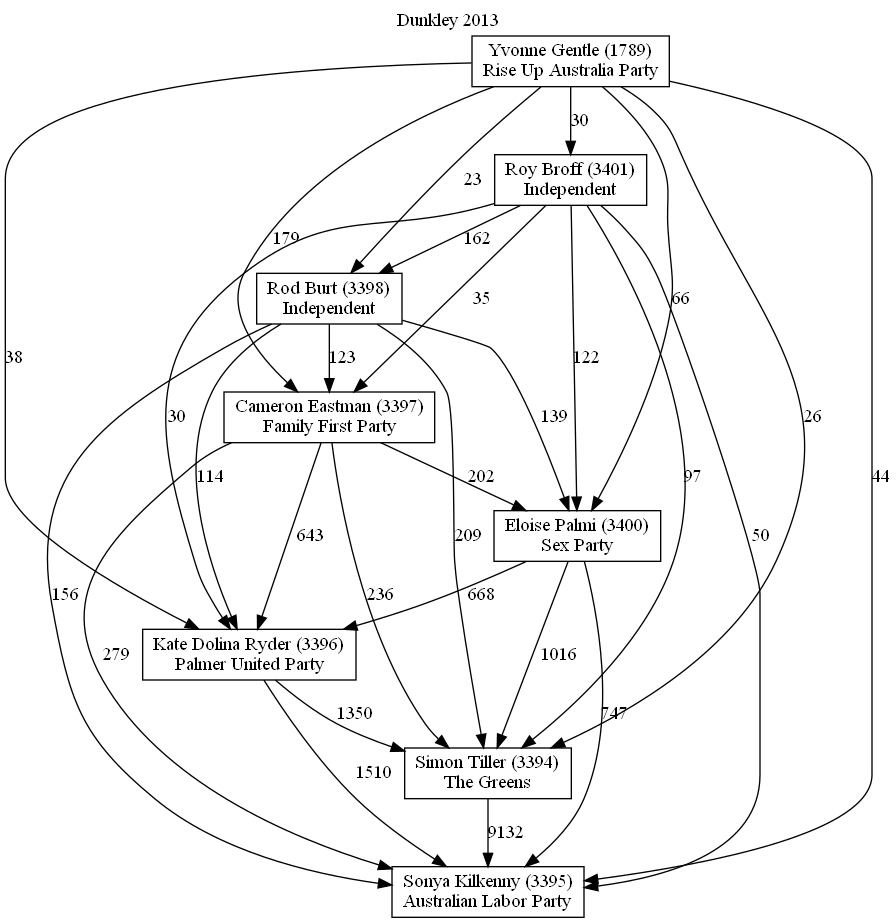 Dunkley 2013
Yvonne Gentle (1789)
Rise Up Australia Party
30
Roy Broff (3401)
Independent
23
179
162
Rod Burt (3398)
Independent
35
66
38
123
122
Cameron Eastman (3397)
Family First Party
30
139
26
114
202
97
44
Eloise Palmi (3400)
Sex Party
643
209
50
156
236
668
Kate Dolina Ryder (3396)
Palmer United Party
279
1016
1350
747
Simon Tiller (3394)
The Greens
1510
9132
Sonya Kilkenny (3395)
Australian Labor Party